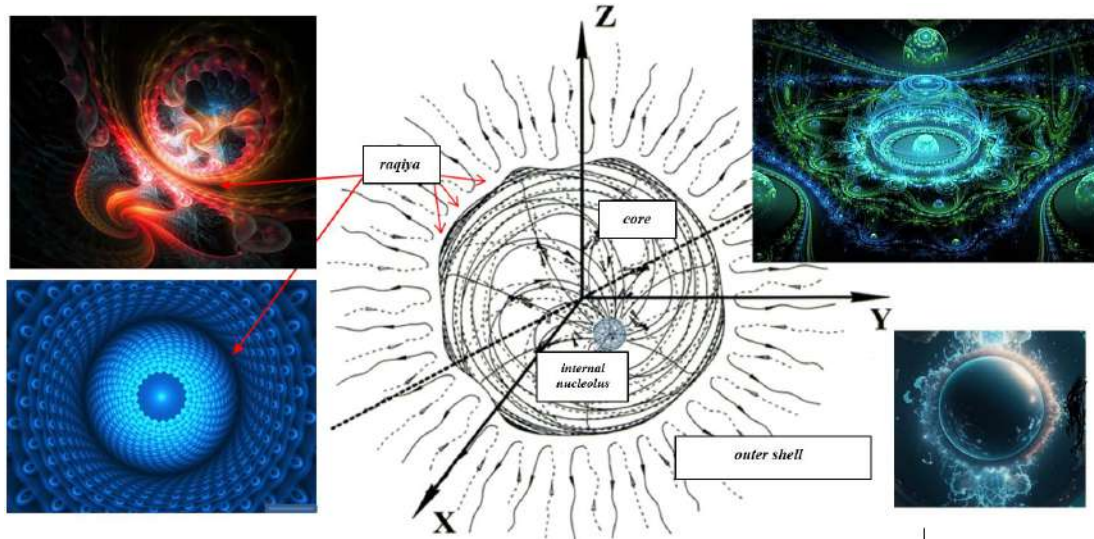 Z
raqiya
core
Y
internal
nucleolus
outer shell
X